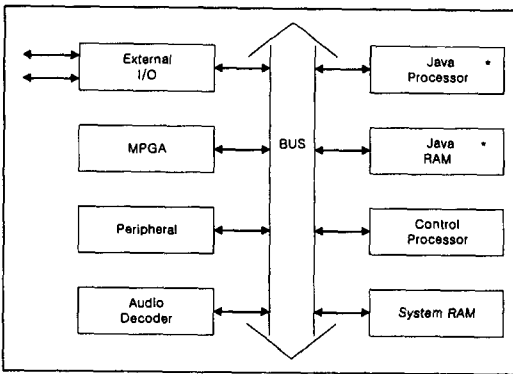 External
I/O
Java *
Processor
MPGA
BUS
Java *
RAM
Peripheral
Control
Processor
Audio
Decoder
System RAM